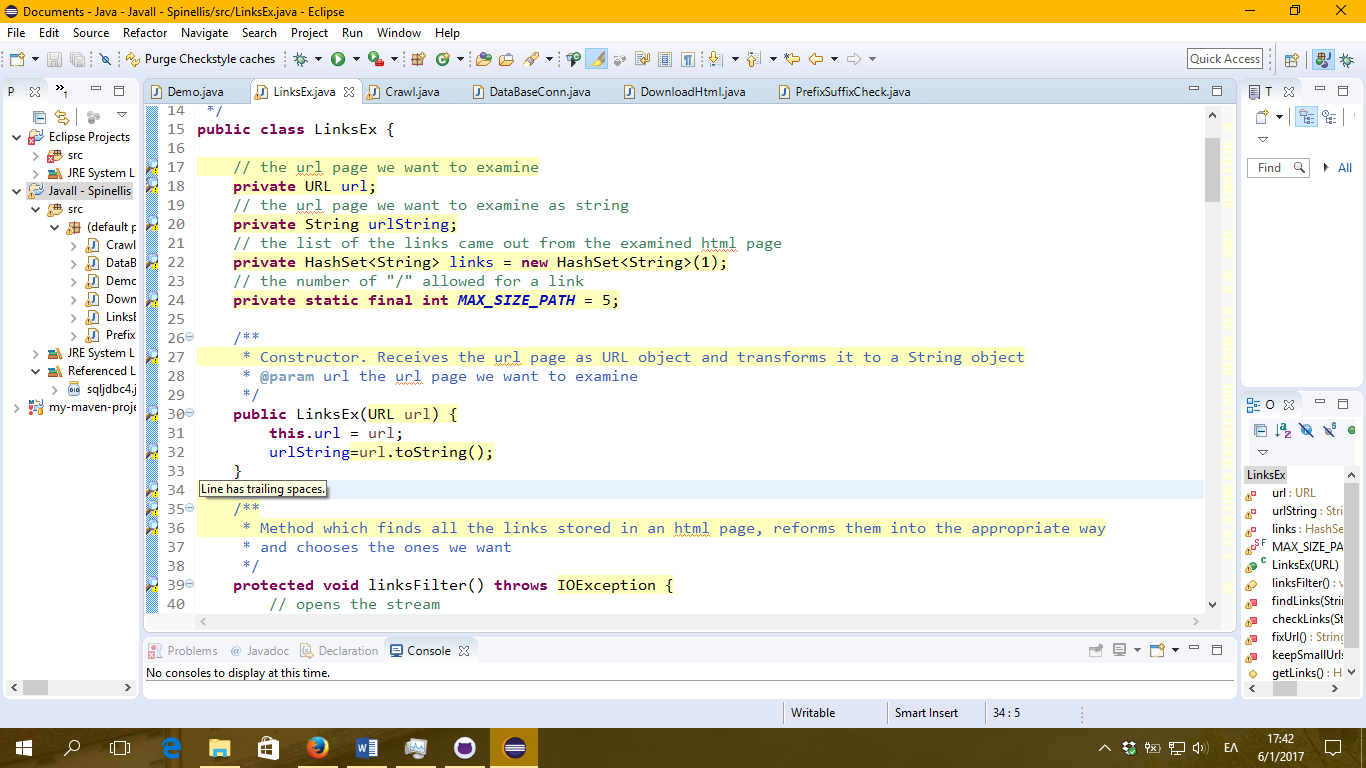 Documents - Java - JavaII - Spinellis/src/LinksEx.java - Eclipse
File Edit Source Refactor Navigate Search Project Run Window Help
Purge Checkstyle caches
Quick Access
P
»1
Demo.java LinksEx.java Crawl.java DataBaseConn.java DownloadHtml.java PrefixSuffixCheck.java
T
Eclipse Projects
src
JRE System L
JavaII - Spinellis
src
(default p
Crawl
DataB
Demo
Down
LinksE
Prefix
JRE System L
Referenced L
sqljdbc4.j
my-maven-proje
14 */
15 public class LinksEx {
16
17 // the url page we want to examine
18 private URL url;
19 // the url page we want to examine as string
20 private String urlString;
21 // the list of the links came out from the examined html page
22 private HashSet<String> links = new HashSet<String>(1);
23 // the number of "/" allowed for a link
24 private static final int MAX_SIZE_PATH = 5;
25
26 /**
27 * Constructor. Receives the url page as URL object and transforms it to a String object
28 * @param url the url page we want to examine
29 */
30 public LinksEx(URL url) {
31 this.url = url;
32 urlString=url.toString();
33 }
34
Line has trailing spaces.
35 /**
36 * Method which finds all the links stored in an html page, reforms them into the appropriate way
37 * and chooses the ones we want
38 */
39 protected void linksFilter() throws IOException {
40 // opens the stream
Find All
O
LinksEx
url : URL
urlString : Stri
links : HashSe
MAX_SIZE_PA
LinksEx(URL)
linksFilter() : v
findLinks(Strin
checkLinks(St
fixUrl() : String
keepSmallUrls
getLinks() : H
Problems @ Javadoc Declaration Console
No consoles to display at this time.
Writable Smart Insert 34 : 5
ΕΛ
17:42
6/1/2017